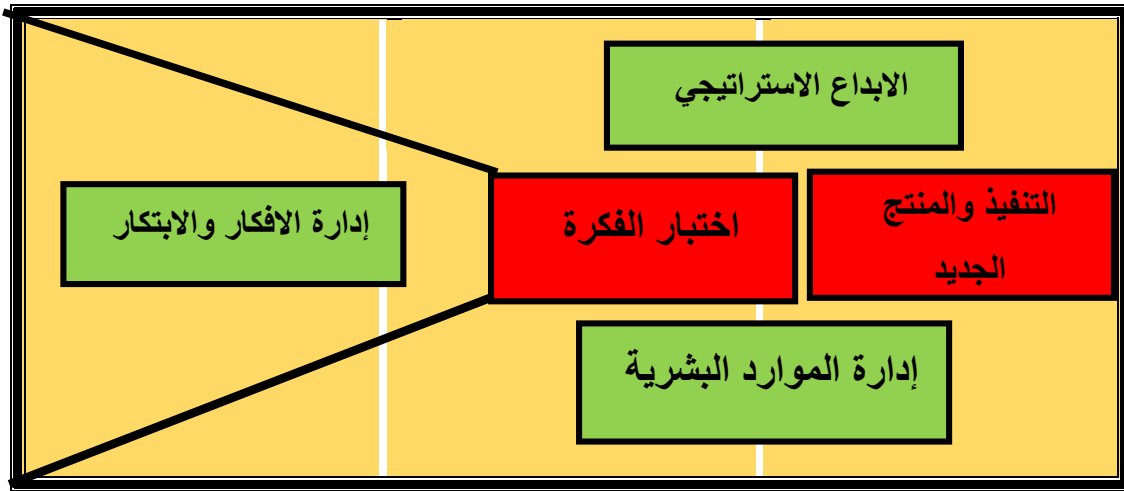 الابداع الاستراتيجي
التنفيذ والمنتج
الجديد
اختبار الفكرة
إدارة الافكار والابتكار
إدارة الموارد البشرية